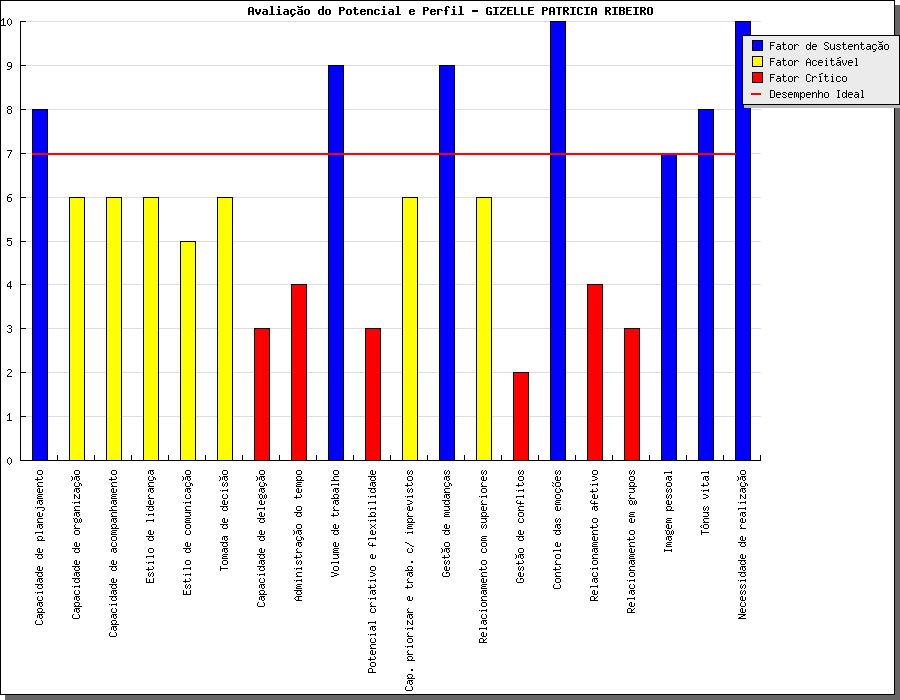 Avaliação do Potencial e Perfil - GIZELLE PATRICIA RIBEIRO
10
9
8
7
6
5
4
3
2
1
0
Fator de Sustentação
Fator Aceitável
Fator Crítico
Desempenho Ideal
Capacidade de planejamento
Capacidade de organização
Capacidade de acompanhamento
Estilo de liderança
Estilo de comunicação
Tomada de decisão
Capacidade de delegação
Administração do tempo
Volume de trabalho
Potencial criativo e flexibilidade
Cap. priorizar e trab. c/ imprevistos
Gestão de mudanças
Relacionamento com superiores
Gestão de conflitos
Controle das emoções
Relacionamento afetivo
Relacionamento em grupos
Imagem pessoal
Tônus vital
Necessidade de realização